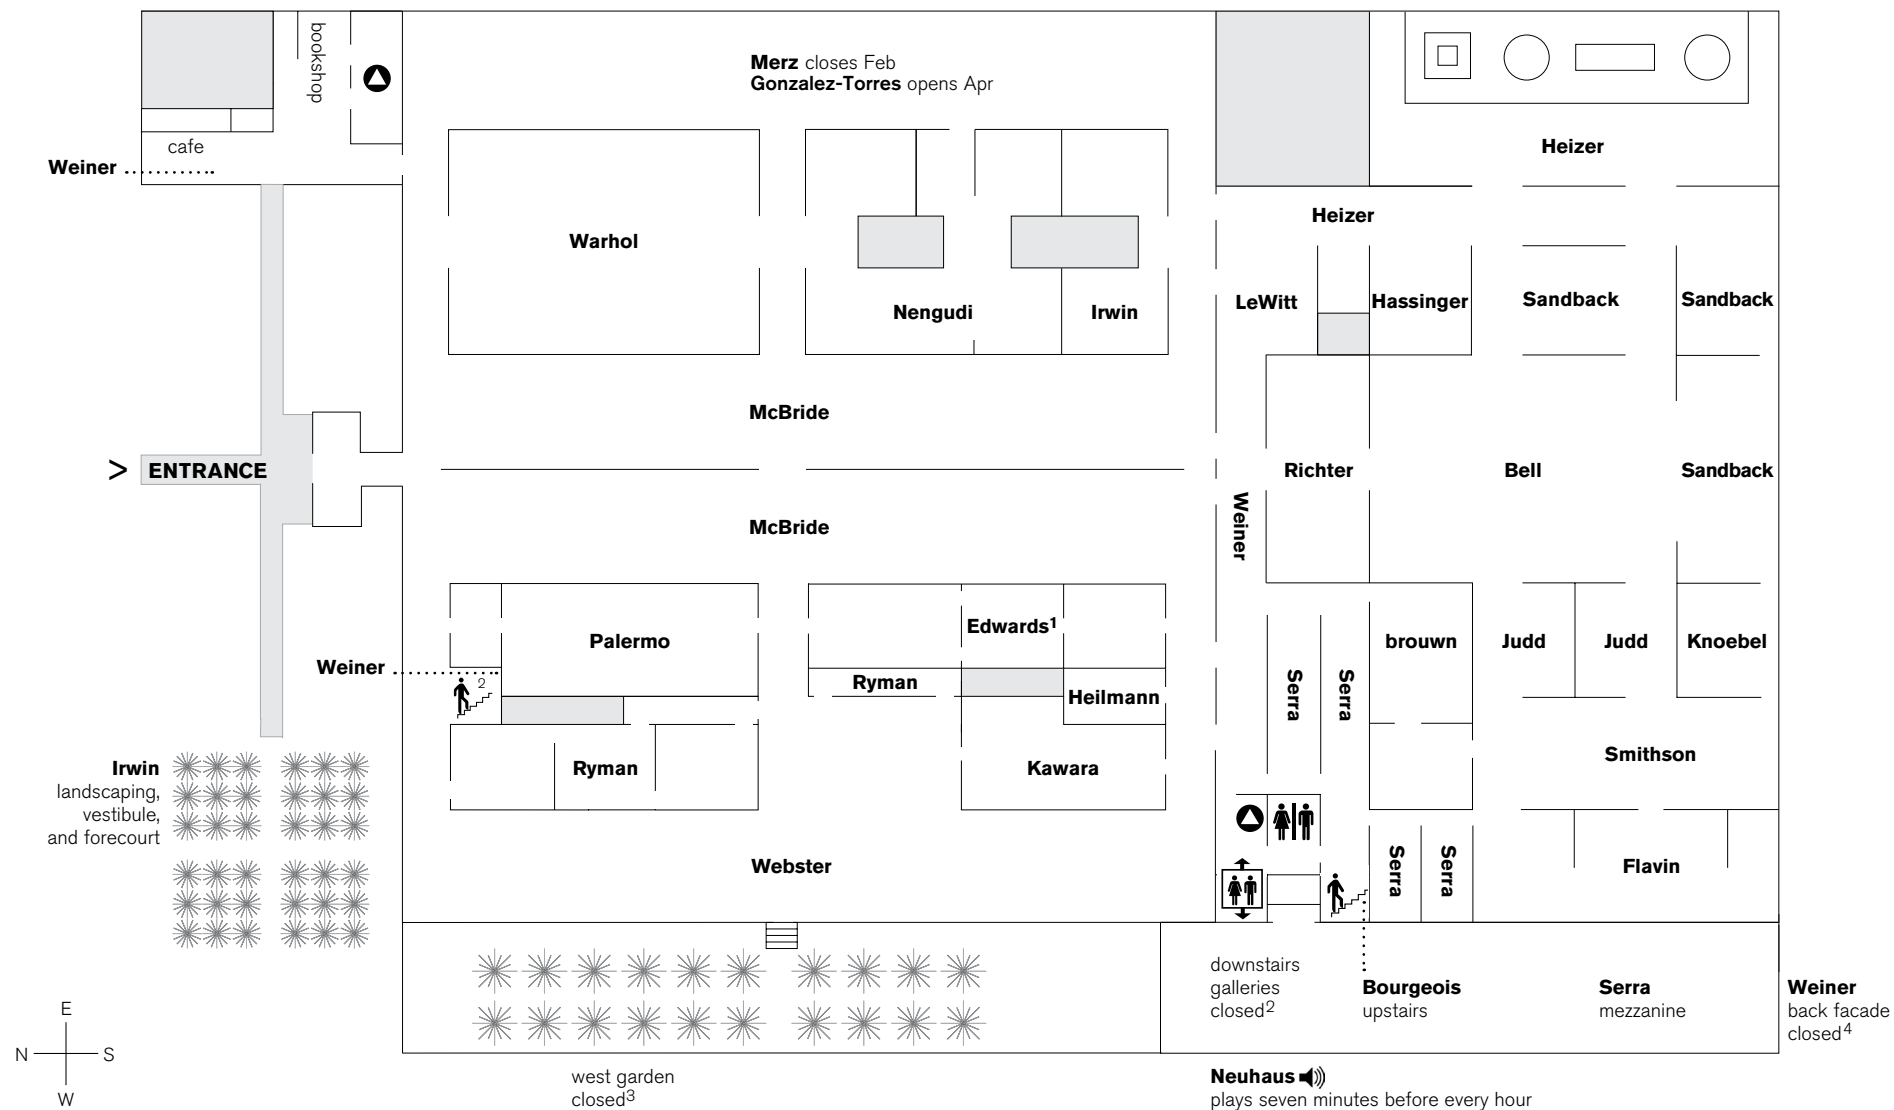 bookshop
Merz closes Feb
Gonzalez-Torres opens Apr
cafe
Weiner
Heizer
Heizer
Warhol
Nengudi
Irwin
LeWitt
Hassinger
Sandback
Sandback
McBride
> ENTRANCE
Richter
Bell
Sandback
Weiner
McBride
Palermo
Edwards1
brouwn
Judd
Judd
Knoebel
Weiner
2
Ryman
Heilmann
Serra
Serra
Ryman
Kawara
Smithson
Irwin
landscaping,
vestibule,
and forecourt
Webster
Serra
Serra
Flavin
downstairs
galleries
closed2
Bourgeois
upstairs
Serra
mezzanine
Weiner
back facade
closed4
E
N
S
W
west garden
closed3
Neuhaus
plays seven minutes before every hour